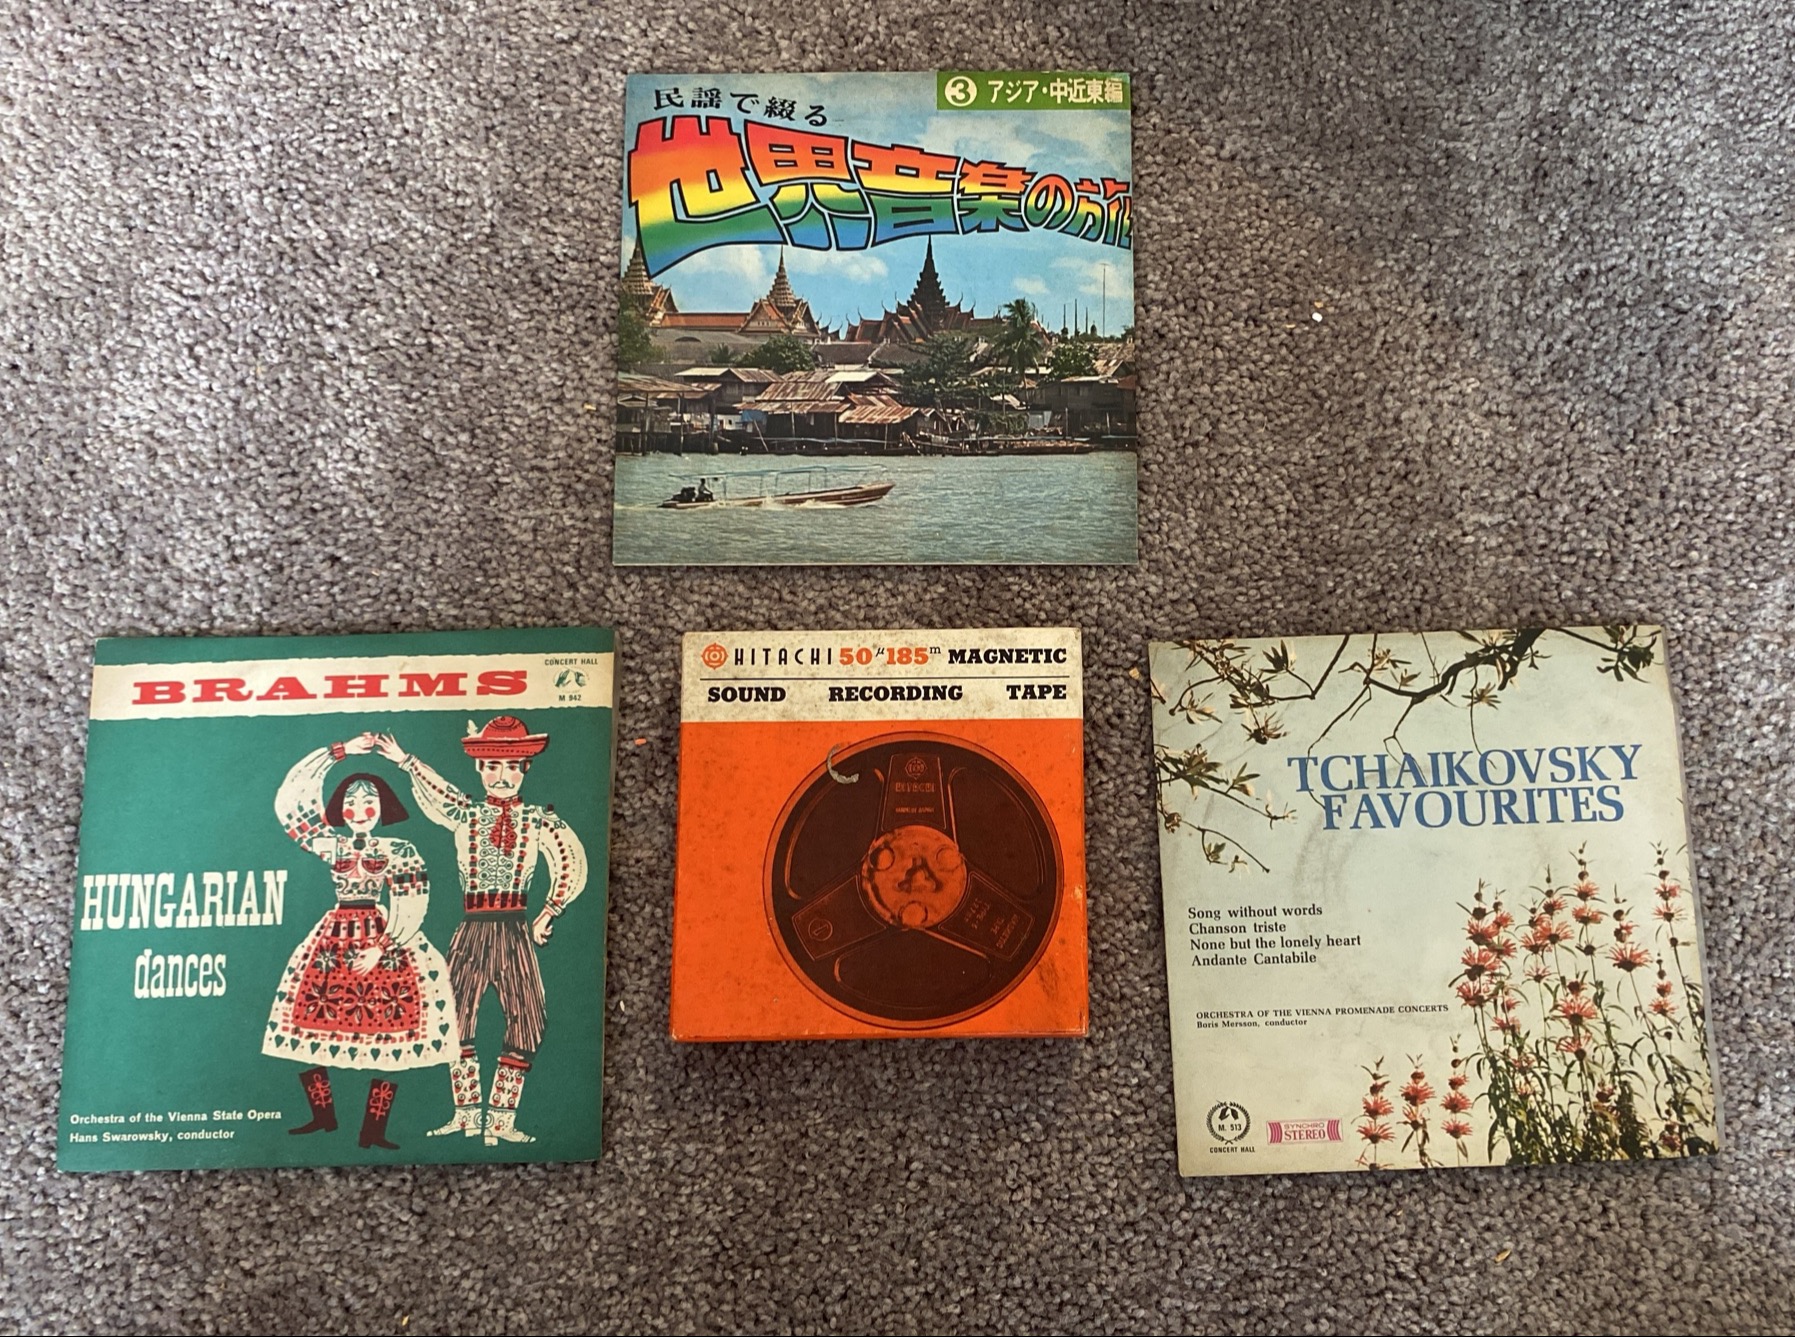 ③ アジア・中近東編
民謡で綴る
世界音楽の旅
BRAHMS
CONCERT HALL
M 942
HUNGARIAN
dances
Orchestra of the Vienna State Opera
Hans Swarowsky, conductor
HITACHI 50μ 185m MAGNETIC
SOUND RECORDING TAPE
HITACHI
TCHAIKOVSKY
FAVOURITES
Song without words
Chanson triste
None but the lonely heart
Andante Cantabile
ORCHESTRA OF THE VIENNA PROMENADE CONCERTS
Boris Mersson, conductor
M. 513
CONCERT HALL
SYNCHRO
STEREO